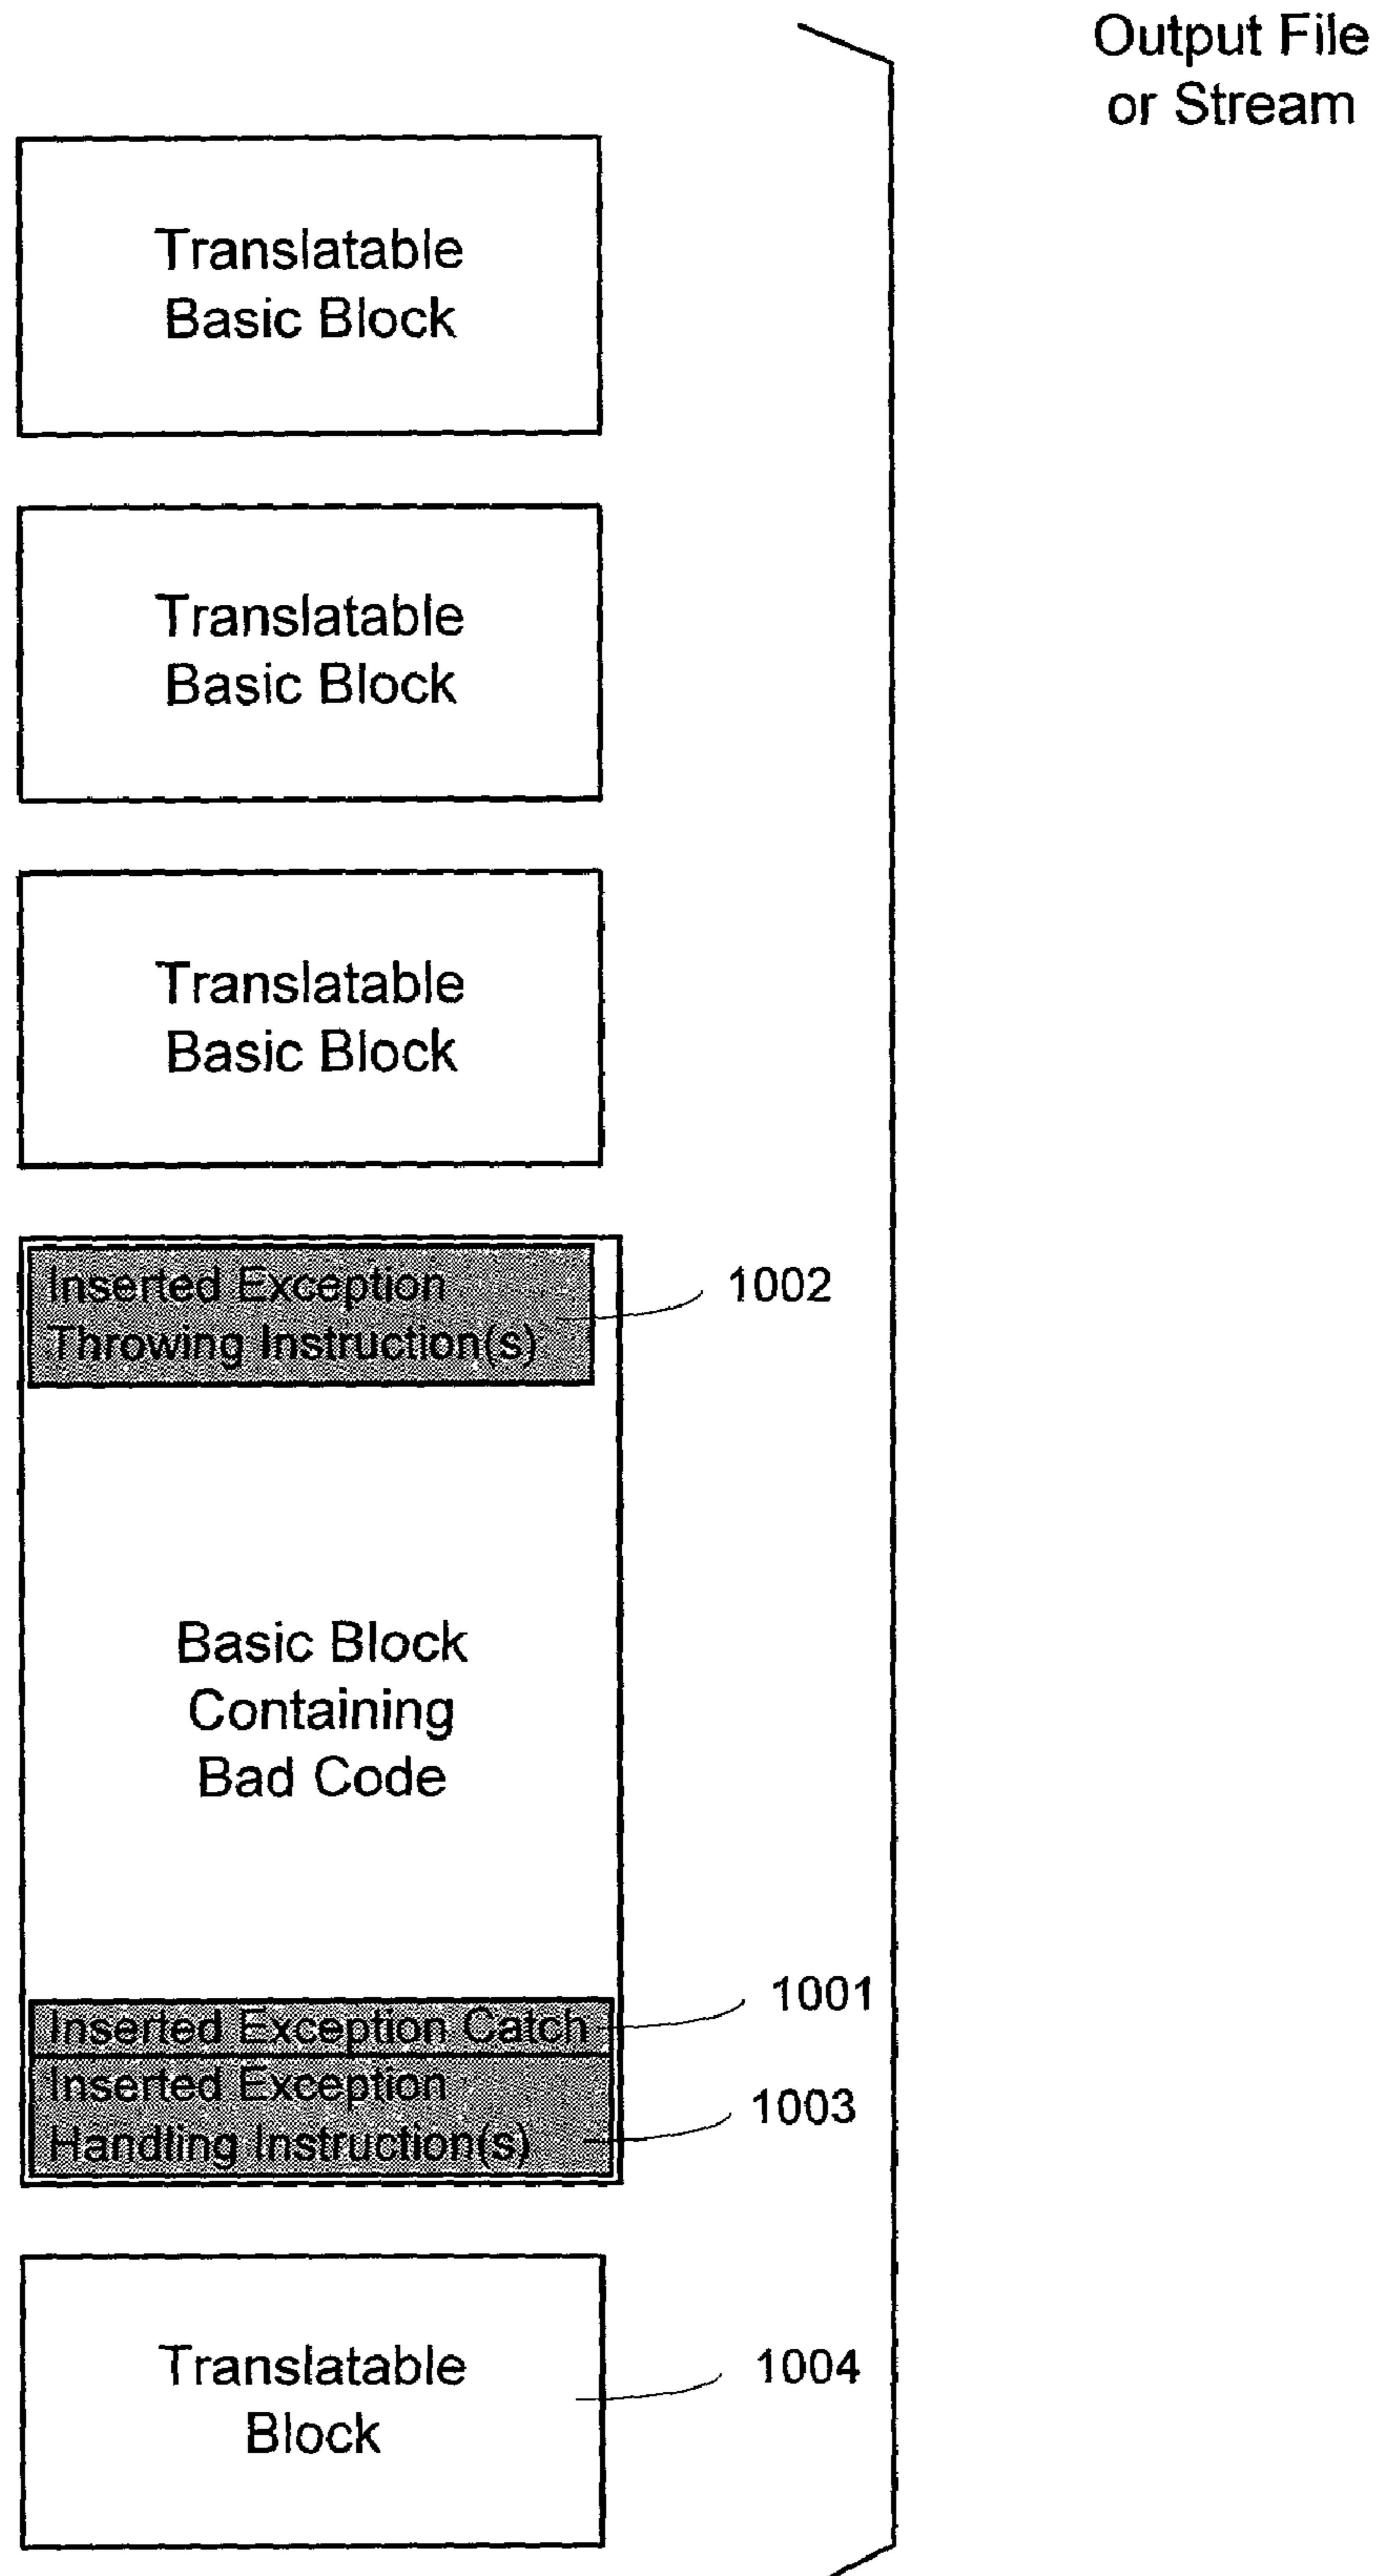 Output File
or Stream
Translatable
Basic Block
Translatable
Basic Block
Translatable
Basic Block
Inserted Exception
Throwing Instruction(s)
1002
Basic Block
Containing
Bad Code
Inserted Exception Catch
1001
Inserted Exception
Handling Instruction(s)
1003
Translatable
Block
1004